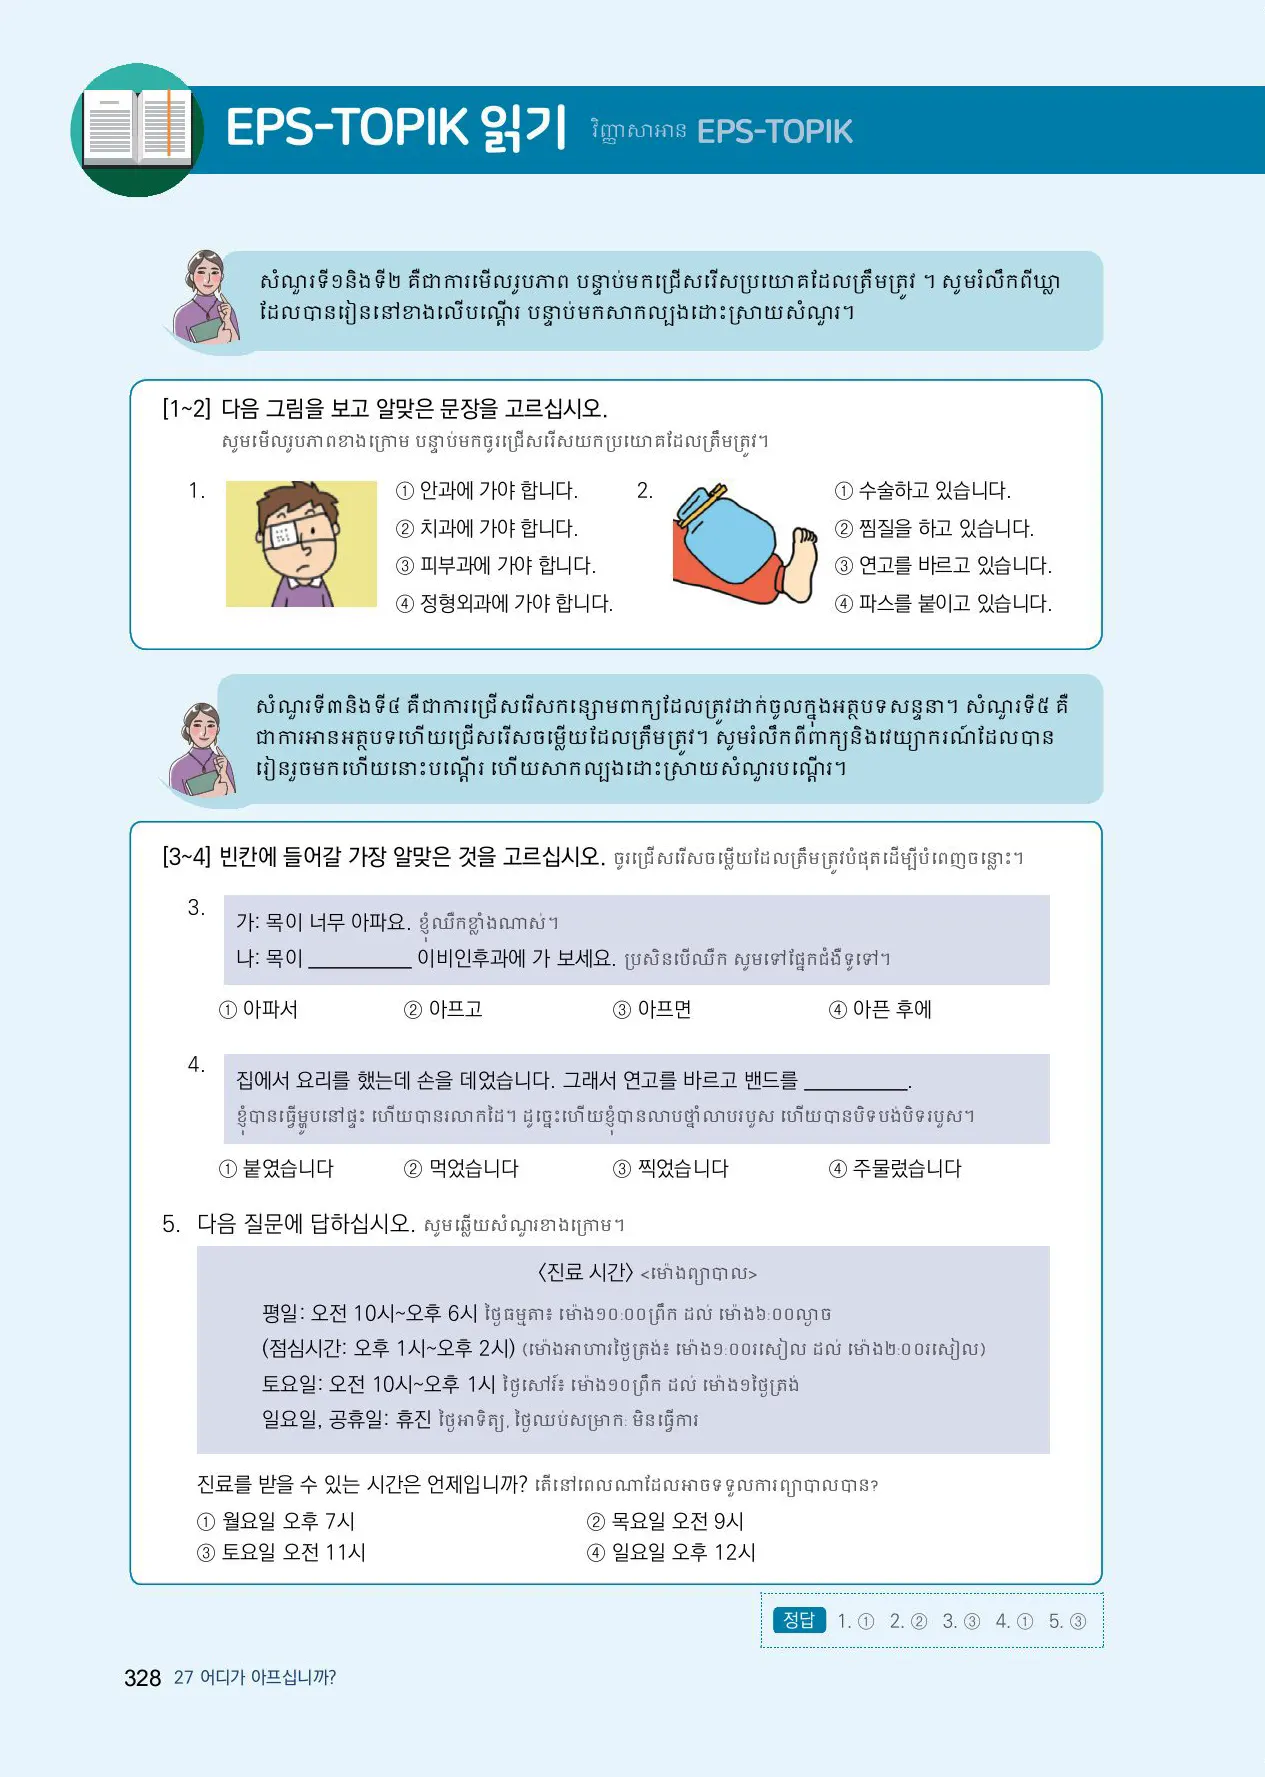 EPS-TOPIK 읽기 វិញ្ញាសាអាន EPS-TOPIK
សំណួរទី១និងទី២ គឺជាការមើលរូបភាព បន្ទាប់មកជ្រើសរើសប្រយោគដែលត្រឹមត្រូវ ។ សូមរំលឹកពីឃ្លា
ដែលបានរៀននៅខាងលើបណ្តើរ បន្ទាប់មកសាកល្បងដោះស្រាយសំណួរ។
[1~2] 다음 그림을 보고 알맞은 문장을 고르십시오.
សូមមើលរូបភាពខាងក្រោម បន្ទាប់មកចូរជ្រើសរើសយកប្រយោគដែលត្រឹមត្រូវ។
1.
① 안과에 가야 합니다.
② 치과에 가야 합니다.
③ 피부과에 가야 합니다.
④ 정형외과에 가야 합니다.
2.
① 수술하고 있습니다.
② 찜질을 하고 있습니다.
③ 연고를 바르고 있습니다.
④ 파스를 붙이고 있습니다.
សំណួរទី៣និងទី៤ គឺជាការជ្រើសរើសកន្សោមពាក្យដែលត្រូវដាក់ចូលក្នុងអត្ថបទសន្ទនា។ សំណួរទី៥ គឺ
ជាការអានអត្ថបទហើយជ្រើសរើសចម្លើយដែលត្រឹមត្រូវ។ សូមរំលឹកពីពាក្យនិងវេយ្យាករណ៍ដែលបាន
រៀនរួចមកហើយនោះបណ្តើរ ហើយសាកល្បងដោះស្រាយសំណួរបណ្តើរ។
[3~4] 빈칸에 들어갈 가장 알맞은 것을 고르십시오. ចូរជ្រើសរើសចម្លើយដែលត្រឹមត្រូវបំផុតដើម្បីបំពេញចន្លោះ។
3.
가: 목이 너무 아파요. ខ្ញុំឈឺកខ្លាំងណាស់។
나: 목이 __________ 이비인후과에 가 보세요. ប្រសិនបើឈឺក សូមទៅផ្នែកជំងឺទូទៅ។
① 아파서 ② 아프고 ③ 아프면 ④ 아픈 후에
4.
집에서 요리를 했는데 손을 데었습니다. 그래서 연고를 바르고 밴드를 __________.
ខ្ញុំបានធ្វើម្ហូបនៅផ្ទះ ហើយបានរលាកដៃ។ ដូច្នេះហើយខ្ញុំបានលាបថ្នាំលាបរបួស ហើយបានបិទបង់បិទរបួស។
① 붙였습니다 ② 먹었습니다 ③ 찍었습니다 ④ 주물렀습니다
5. 다음 질문에 답하십시오. សូមឆ្លើយសំណួរខាងក្រោម។
〈진료 시간〉 <ម៉ោងព្យាបាល>
평일: 오전 10시~오후 6시 ថ្ងៃធម្មតា៖ ម៉ោង១០:០០ព្រឹក ដល់ ម៉ោង៦:០០ល្ងាច
(점심시간: 오후 1시~오후 2시) (ម៉ោងអាហារថ្ងៃត្រង់៖ ម៉ោង១:០០រសៀល ដល់ ម៉ោង២:០០រសៀល)
토요일: 오전 10시~오후 1시 ថ្ងៃសៅរ៍៖ ម៉ោង១០ព្រឹក ដល់ ម៉ោង១ថ្ងៃត្រង់
일요일, 공휴일: 휴진 ថ្ងៃអាទិត្យ, ថ្ងៃឈប់សម្រាក: មិនធ្វើការ
진료를 받을 수 있는 시간은 언제입니까? តើនៅពេលណាដែលអាចទទួលការព្យាបាលបាន?
① 월요일 오후 7시 ② 목요일 오전 9시
③ 토요일 오전 11시 ④ 일요일 오후 12시
정답 1. ① 2. ② 3. ③ 4. ① 5. ③
328 27 어디가 아프십니까?